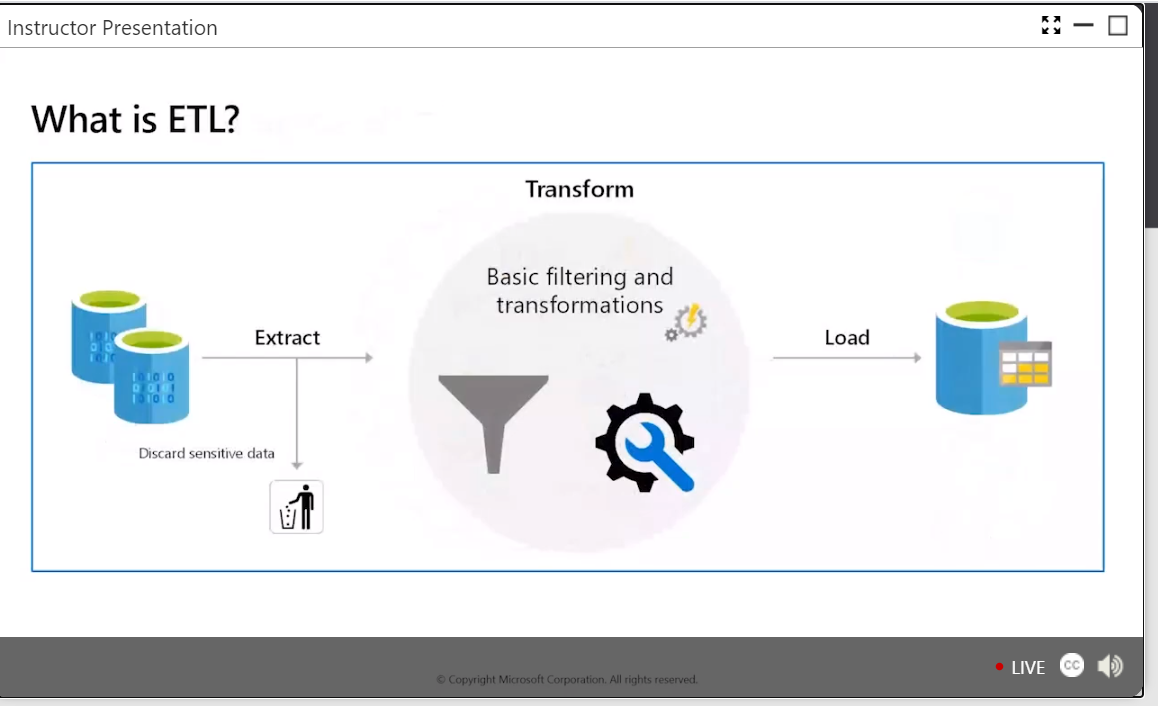 Instructor Presentation
What is ETL?
Transform
Basic filtering and
transformations
Extract
Load
Discard sensitive data
LIVE
CC
© Copyright Microsoft Corporation. All rights reserved.